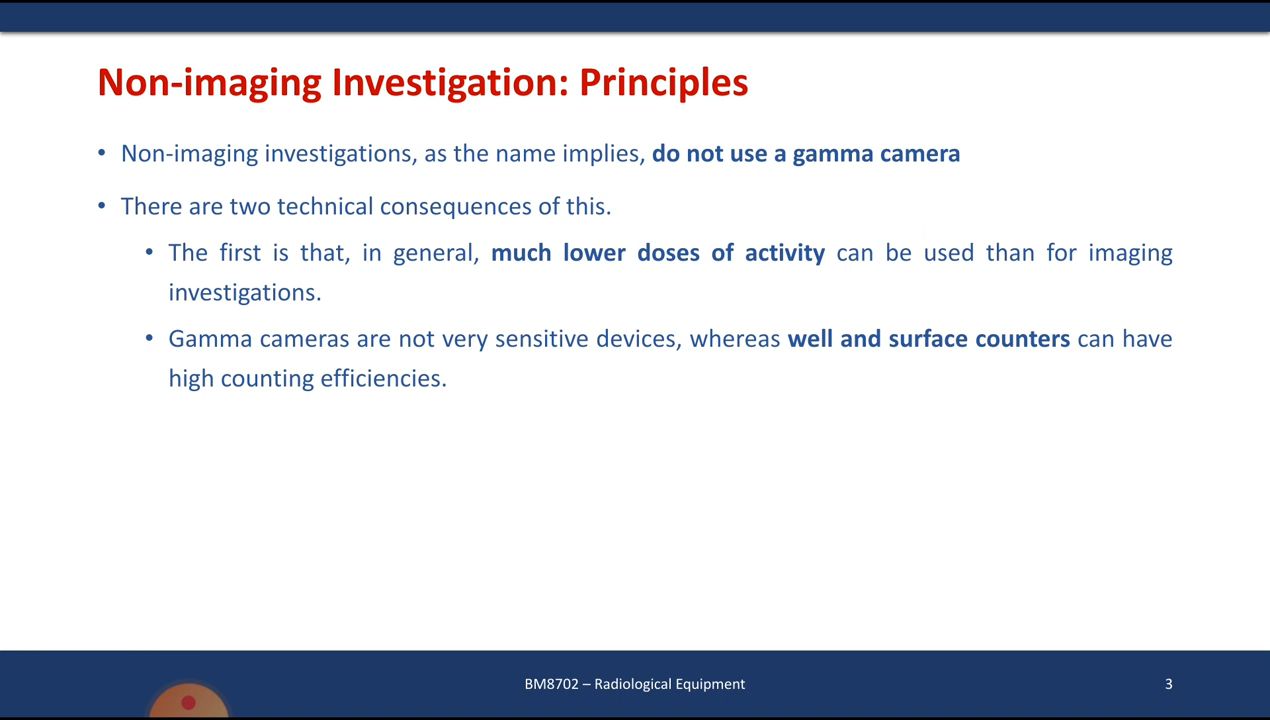 Non-imaging Investigation: Principles
• Non-imaging investigations, as the name implies, do not use a gamma camera
• There are two technical consequences of this.
• The first is that, in general, much lower doses of activity can be used than for imaging
investigations.
• Gamma cameras are not very sensitive devices, whereas well and surface counters can have
high counting efficiencies.
BM8702 – Radiological Equipment
3